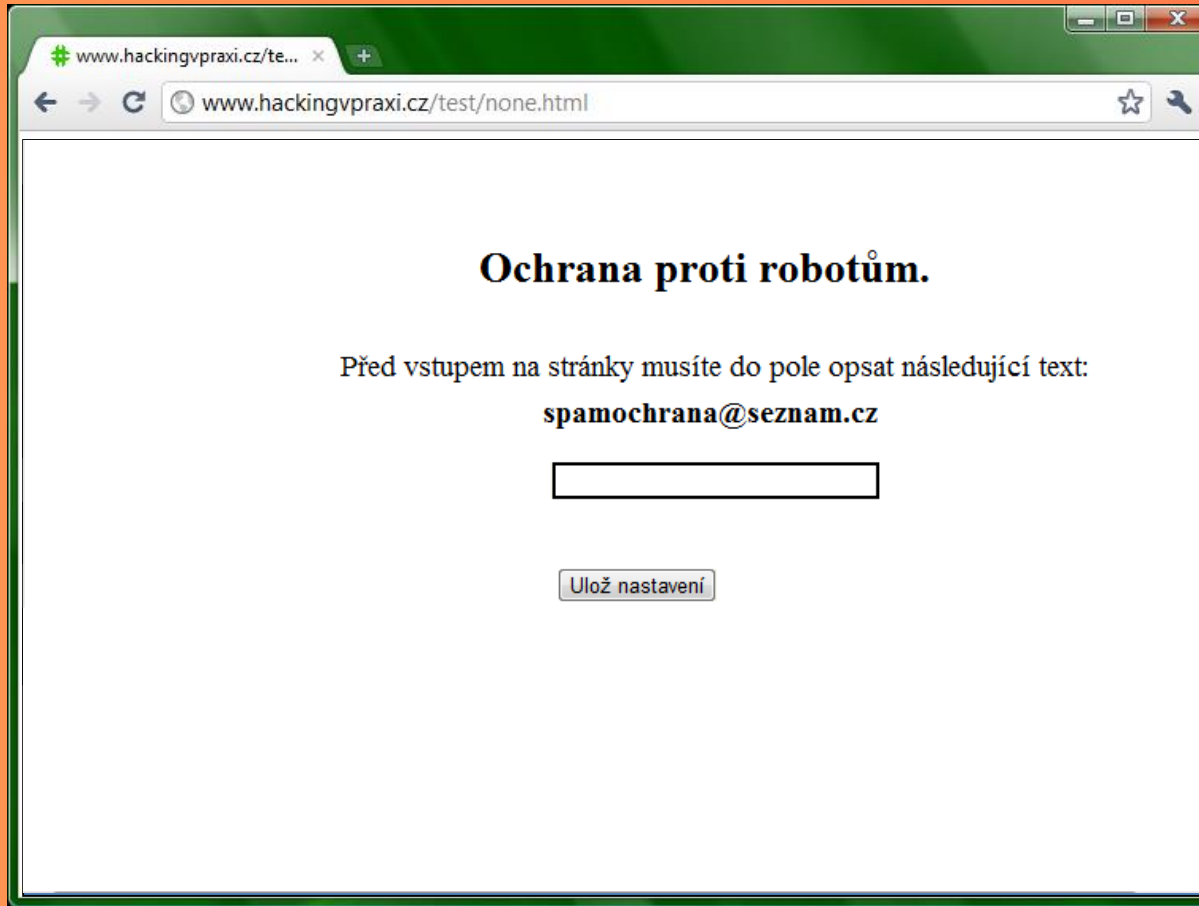 www.hackingvpraxi.cz/te...
www.hackingvpraxi.cz/test/none.html
Ochrana proti robotům.
Před vstupem na stránky musíte do pole opsat následující text:
spamochrana@seznam.cz
Ulož nastavení